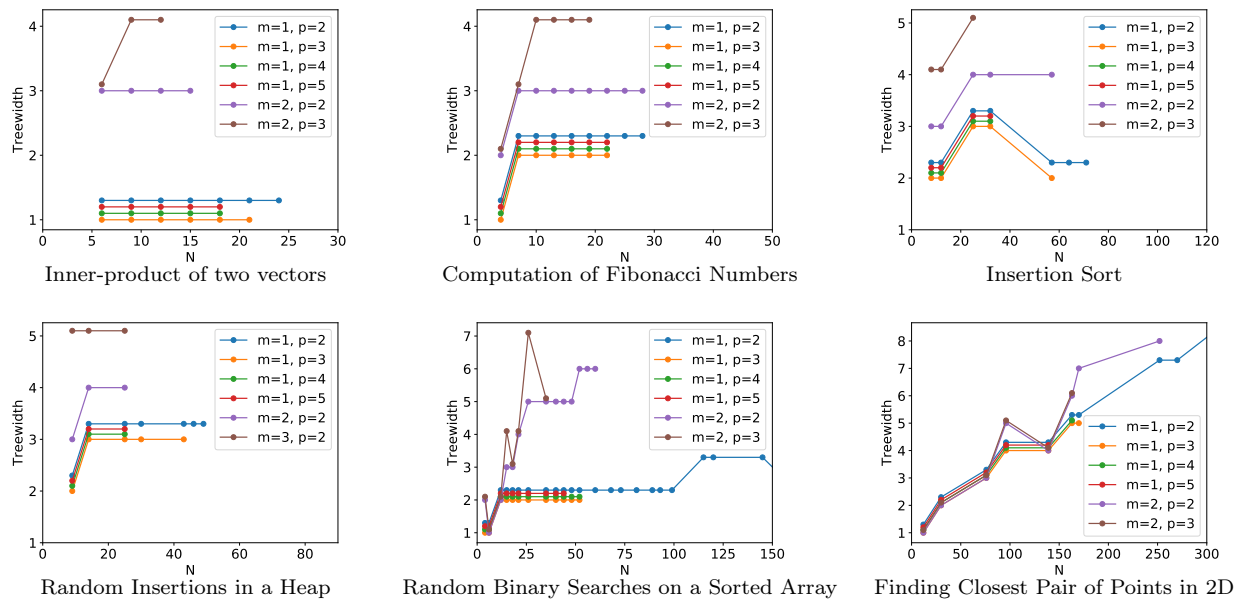 4
3
2
1
Treewidth
0 5 10 15 20 25 30
N
m=1, p=2
m=1, p=3
m=1, p=4
m=1, p=5
m=2, p=2
m=2, p=3
Inner-product of two vectors
4
3
2
1
Treewidth
0 10 20 30 40 50
N
m=1, p=2
m=1, p=3
m=1, p=4
m=1, p=5
m=2, p=2
m=2, p=3
Computation of Fibonacci Numbers
5
4
3
2
1
Treewidth
0 20 40 60 80 100 120
N
m=1, p=2
m=1, p=3
m=1, p=4
m=1, p=5
m=2, p=2
m=2, p=3
Insertion Sort
5
4
3
2
1
Treewidth
0 20 40 60 80
N
m=1, p=2
m=1, p=3
m=1, p=4
m=1, p=5
m=2, p=2
m=3, p=2
Random Insertions in a Heap
7
6
5
4
3
2
1
Treewidth
0 25 50 75 100 125 150
N
m=1, p=2
m=1, p=3
m=1, p=4
m=1, p=5
m=2, p=2
m=2, p=3
Random Binary Searches on a Sorted Array
8
7
6
5
4
3
2
1
Treewidth
0 50 100 150 200 250 300
N
m=1, p=2
m=1, p=3
m=1, p=4
m=1, p=5
m=2, p=2
m=2, p=3
Finding Closest Pair of Points in 2D